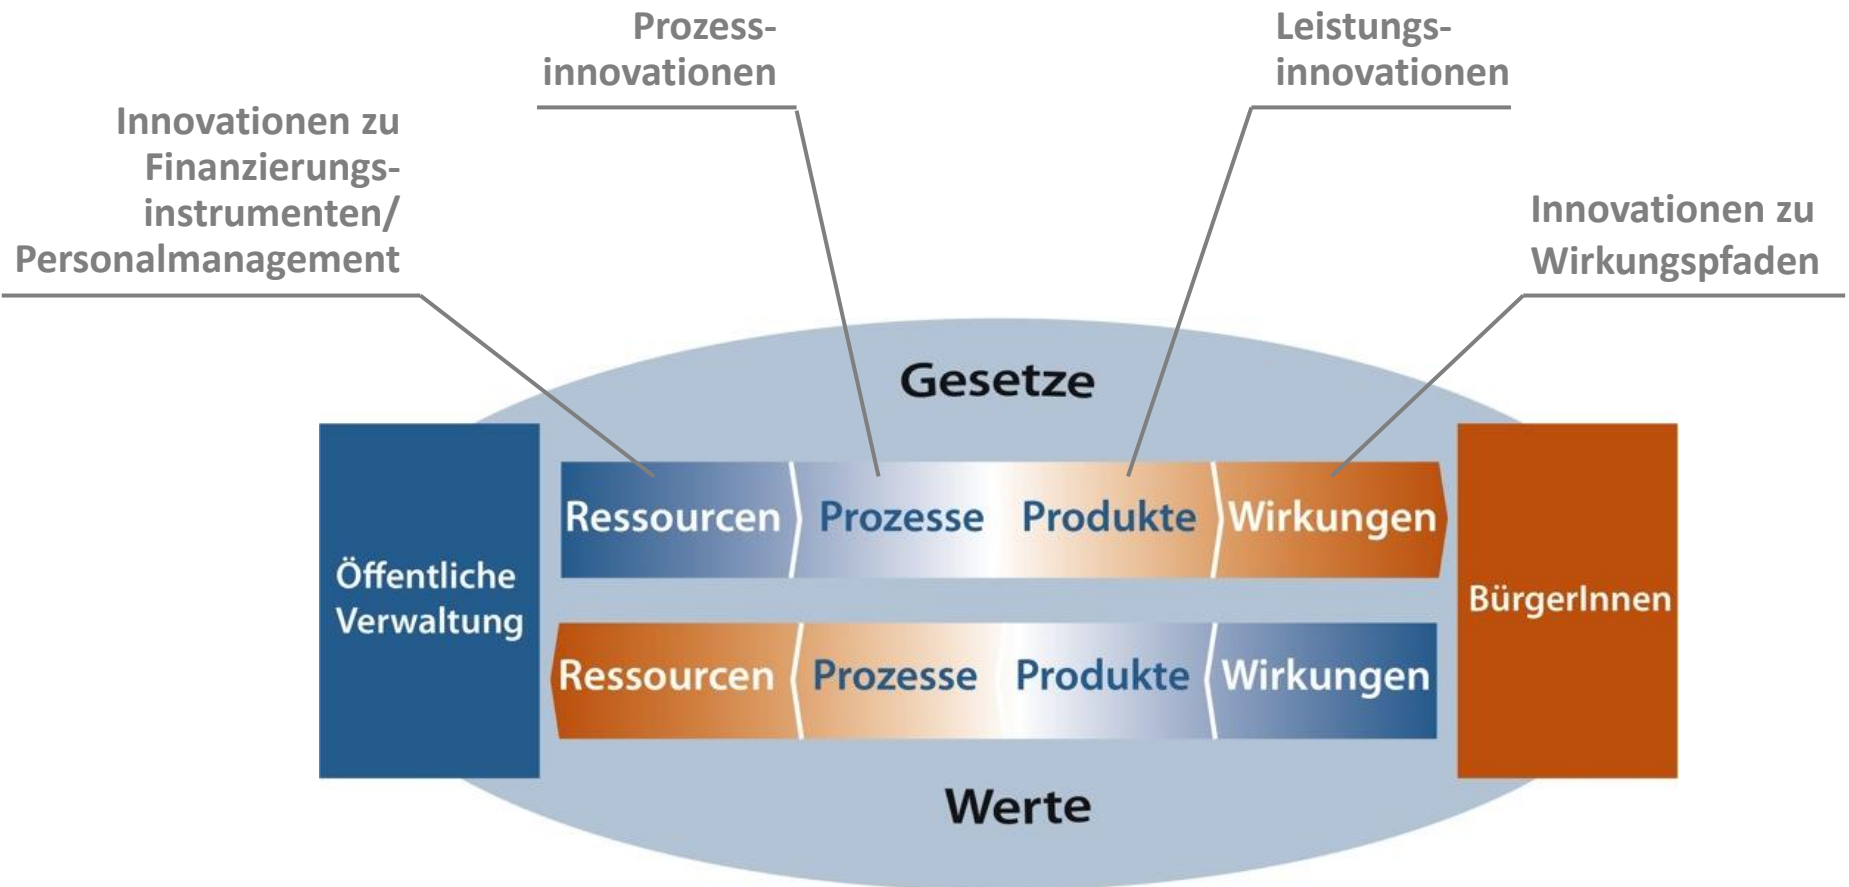 Prozess-
innovationen
Leistungs-
innovationen
Innovationen zu
Finanzierungs-
instrumenten/
Personalmanagement
Innovationen zu
Wirkungspfaden
Gesetze
Öffentliche
Verwaltung
Ressourcen
Prozesse
Produkte
Wirkungen
BürgerInnen
Ressourcen
Prozesse
Produkte
Wirkungen
Werte